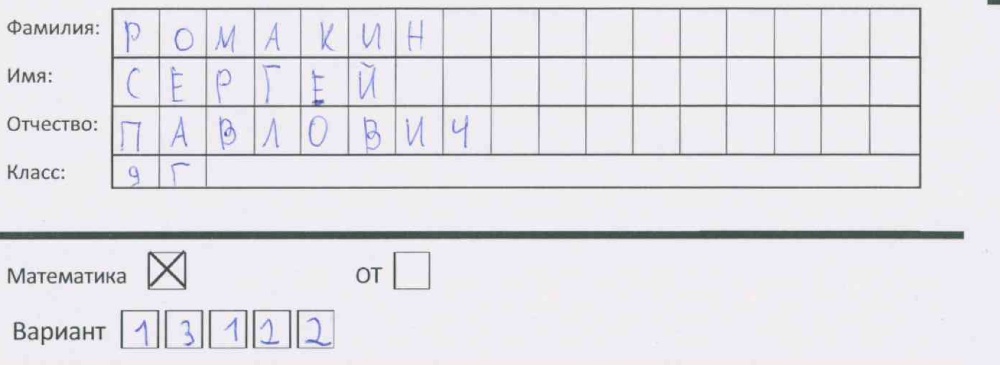 Фамилия: РОМАКИН
Имя: СЕРГЕЙ
Отчество: ПАВЛОВИЧ
Класс: 9Г
Математика ☒ ОТ ☐
Вариант 13122